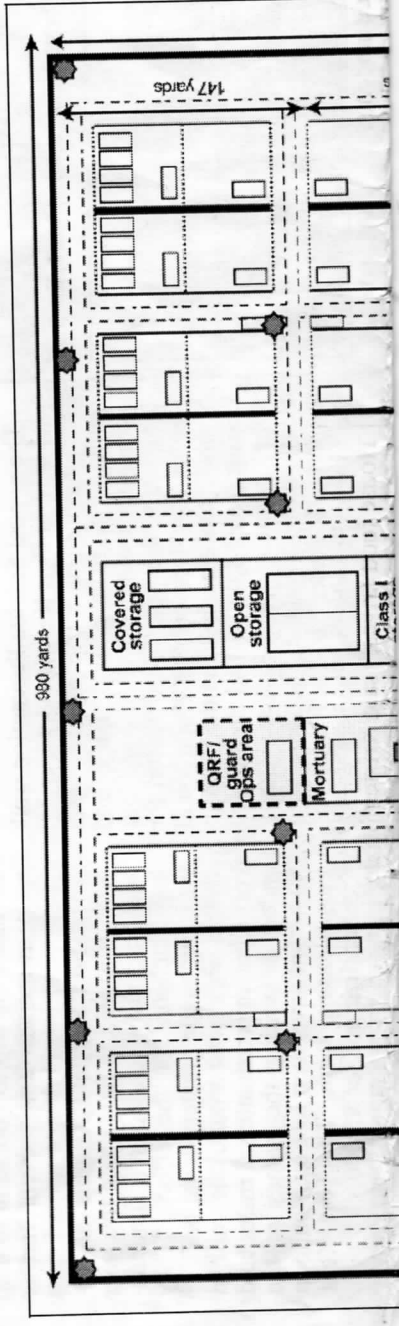 147 yards
980 yards
Covered
storage
Open
storage
Class I
QRF/
guard
Ops area
Mortuary